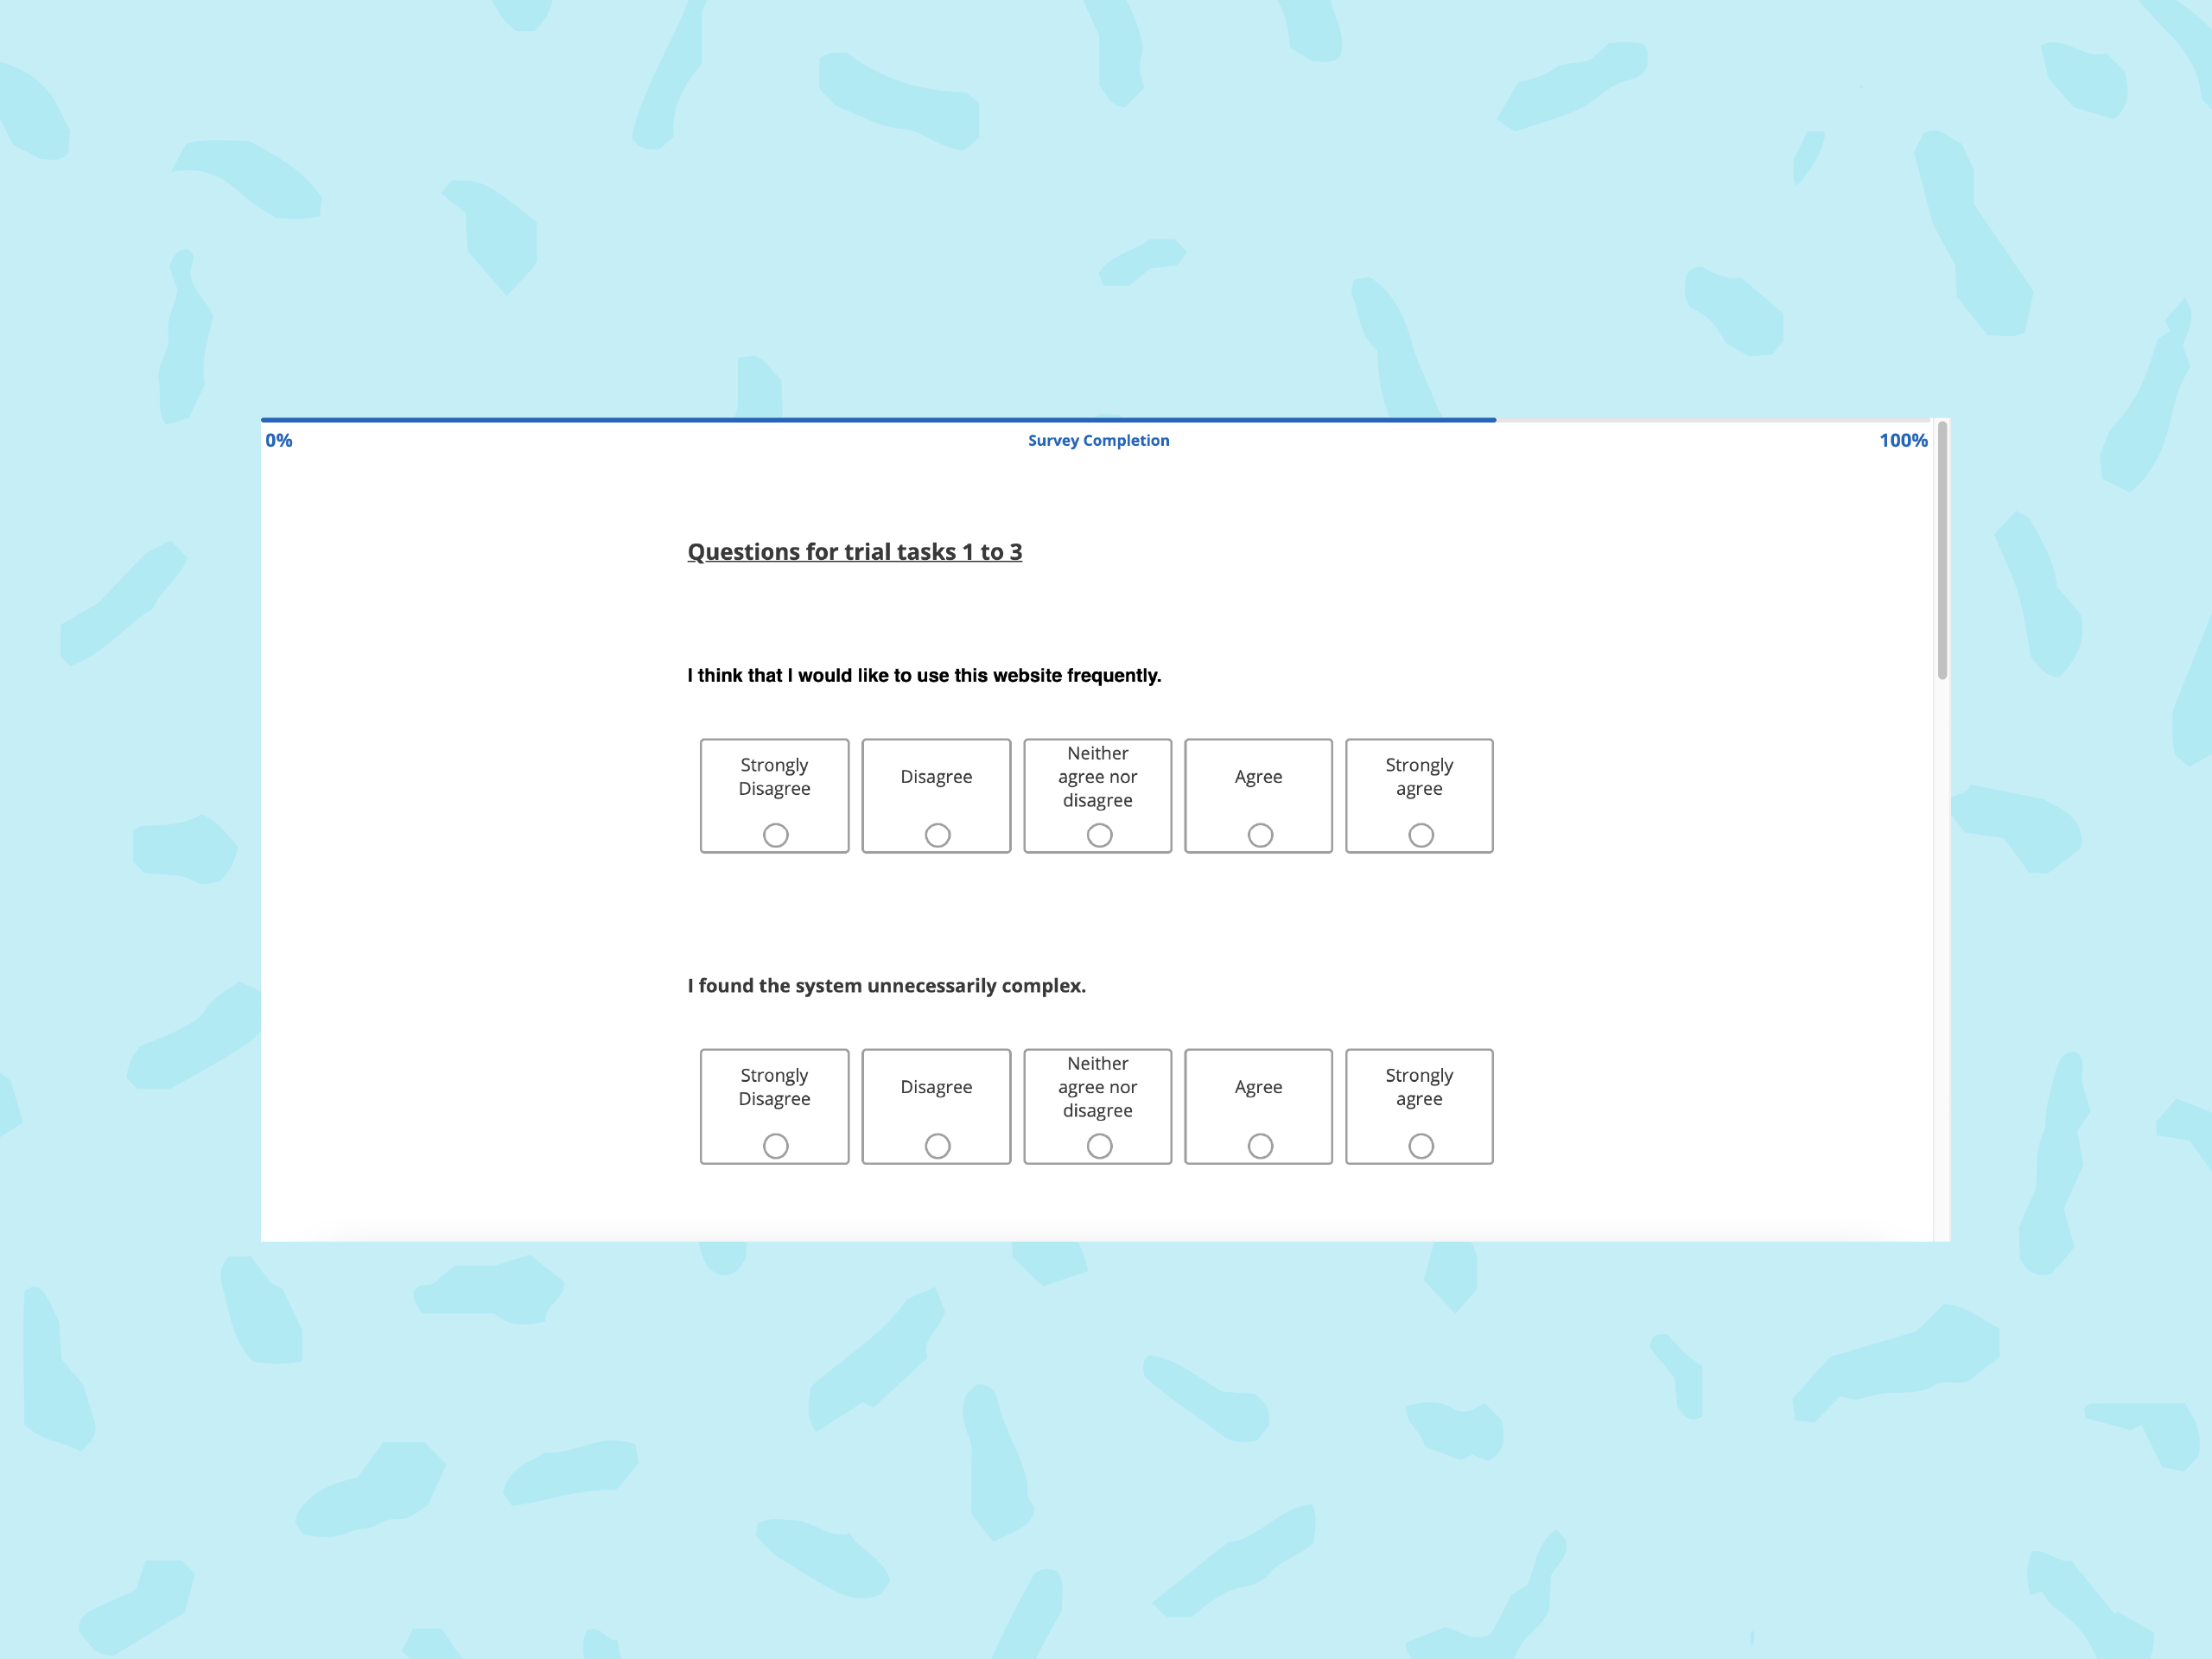 0% Survey Completion 100%
Questions for trial tasks 1 to 3
I think that I would like to use this website frequently.
Strongly Disagree
Disagree
Neither agree nor disagree
Agree
Strongly agree
I found the system unnecessarily complex.
Strongly Disagree
Disagree
Neither agree nor disagree
Agree
Strongly agree